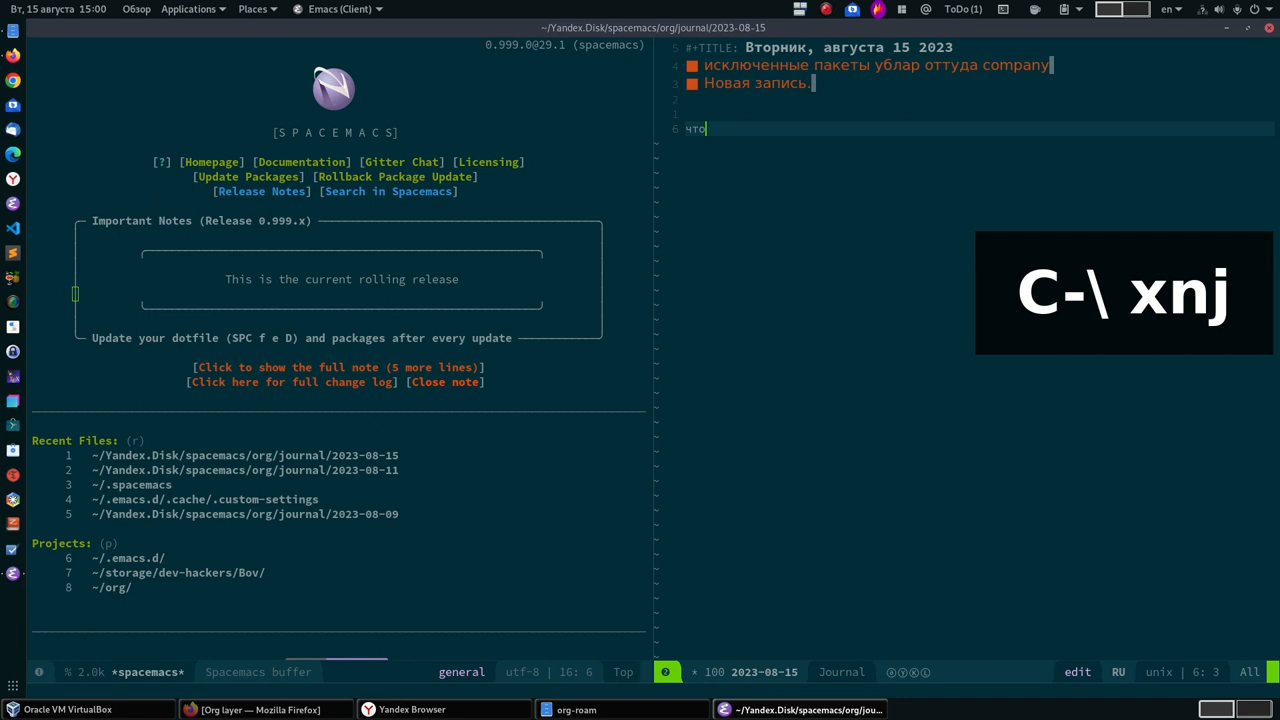 Вт, 15 августа 15:00 Обзор Applications Places Emacs (Client) ToDo(1) en
~/Yandex.Disk/spacemacs/org/journal/2023-08-15
0.999.0@29.1 (spacemacs)
[S P A C E M A C S]
[?] [Homepage] [Documentation] [Gitter Chat] [Licensing]
[Update Packages] [Rollback Package Update]
[Release Notes] [Search in Spacemacs]
Important Notes (Release 0.999.x)
This is the current rolling release
Update your dotfile (SPC f e D) and packages after every update
[Click to show the full note (5 more lines)]
[Click here for full change log] [Close note]
Recent Files: (r)
1 ~/Yandex.Disk/spacemacs/org/journal/2023-08-15
2 ~/Yandex.Disk/spacemacs/org/journal/2023-08-11
3 ~/.spacemacs
4 ~/.emacs.d/.cache/.custom-settings
5 ~/Yandex.Disk/spacemacs/org/journal/2023-08-09
Projects: (p)
6 ~/.emacs.d/
7 ~/storage/dev-hackers/Bov/
8 ~/org/
% 2.0k *spacemacs* Spacemacs buffer general utf-8 | 16: 6 Top
5 #+TITLE: Вторник, августа 15 2023
4 исключенные пакеты ублар оттуда company
3 Новая запись.
2
1
6 что
C-\ xnj
❷ * 100 2023-08-15 Journal ⓐⓎⓀⓁ edit RU unix | 6: 3 All
Oracle VM VirtualBox [Org layer — Mozilla Firefox] Yandex Browser org-roam ~/Yandex.Disk/spacemacs/org/jou...